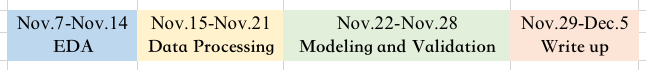 Nov.7-Nov.14
EDA
Nov.15-Nov.21
Data Processing
Nov.22-Nov.28
Modeling and Validation
Nov.29-Dec.5
Write up